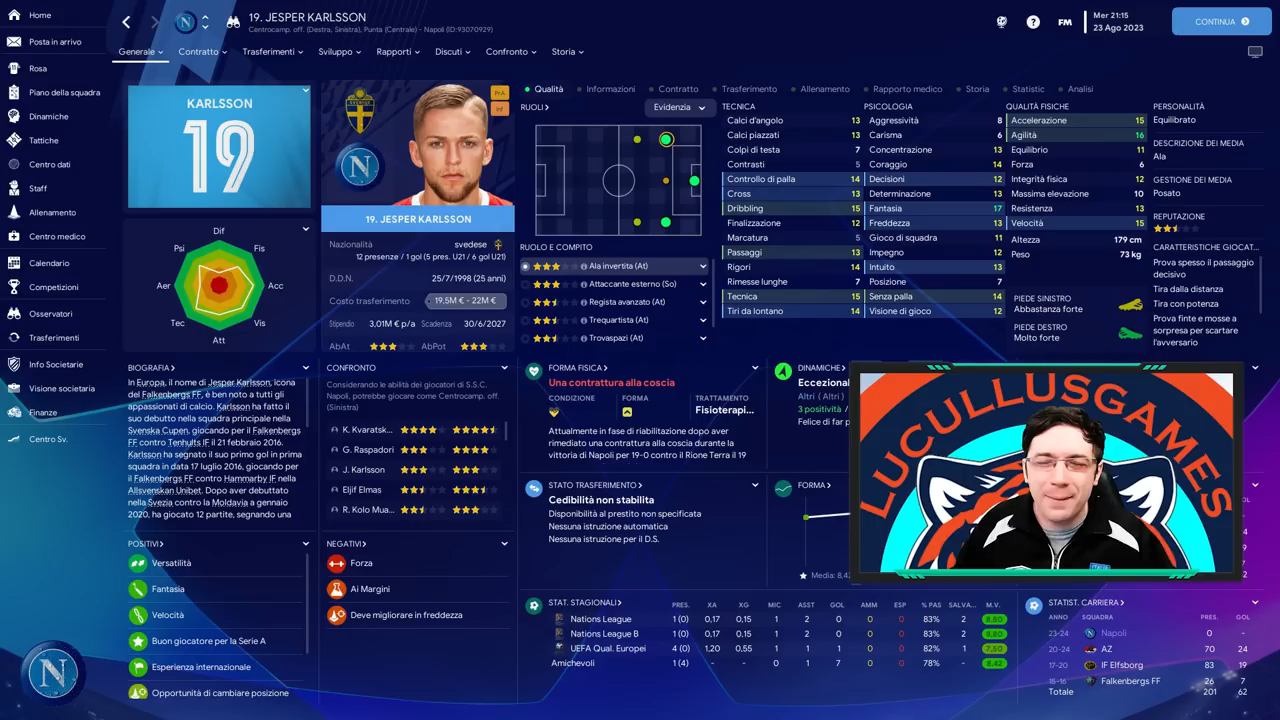 Home
Posta in arrivo
Rosa
Piano della squadra
Dinamiche
Tattiche
Centro dati
Staff
Allenamento
Centro medico
Calendario
Competizioni
Osservatori
Trasferimenti
Info Societarie
Visione societaria
Finanze
Centro Sv.
19. JESPER KARLSSON
Centrocamp. off. (Destra, Sinistra), Punta (Centrale) - Napoli (ID:93070929)
FM
Mer 21:15
23 Ago 2023
CONTINUA
Generale
Contratto
Trasferimenti
Sviluppo
Rapporti
Discuti
Confronto
Storia
KARLSSON
19
Dif
Fis
Acc
Vis
Att
Tec
Aer
Psi
PrA
Inf
Sverige
19. JESPER KARLSSON
Nazionalità svedese
12 presenze / 1 gol (5 pres. U21 / 6 gol U21)
D.D.N. 25/7/1998 (25 anni)
Costo trasferimento 19,5M € - 22M €
Stipendio 3,01M € p/a Scadenza 30/6/2027
AbAt AbPot
Qualità
Informazioni
Contratto
Trasferimento
Allenamento
Rapporto medico
Storia
Statistic
Analisi
RUOLI
Evidenzia
RUOLO E COMPITO
Ala invertita (At)
Attaccante esterno (So)
Regista avanzato (At)
Trequartista (At)
Trovaspazi (At)
TECNICA
Calci d'angolo 13
Calci piazzati 13
Colpi di testa 7
Contrasti 5
Controllo di palla 14
Cross 13
Dribbling 15
Finalizzazione 12
Marcatura 5
Passaggi 13
Rigori 14
Rimesse lunghe 7
Tecnica 15
Tiri da lontano 14
PSICOLOGIA
Aggressività 8
Carisma 6
Concentrazione 13
Coraggio 14
Decisioni 12
Determinazione 13
Fantasia 17
Freddezza 13
Gioco di squadra 11
Impegno 12
Intuito 13
Posizione 7
Senza palla 14
Visione di gioco 12
QUALITÀ FISICHE
Accelerazione 15
Agilità 16
Equilibrio 11
Forza 6
Integrità fisica 12
Massima elevazione 10
Resistenza 13
Velocità 15
Altezza 179 cm
Peso 73 kg
PIEDE SINISTRO
Abbastanza forte
PIEDE DESTRO
Molto forte
PERSONALITÀ
Equilibrato
DESCRIZIONE DEI MEDIA
Ala
GESTIONE DEI MEDIA
Posato
REPUTAZIONE
CARATTERISTICHE GIOCAT...
Prova spesso il passaggio
decisivo
Tira dalla distanza
Tira con potenza
Prova finte e mosse a
sorpresa per scartare
l'avversario
BIOGRAFIA
In Europa, il nome di Jesper Karlsson, icona
del Falkenbergs FF, è ben noto a tutti gli
appassionati di calcio. Karlsson ha fatto il
suo debutto nella squadra principale nella
Svenska Cupen, giocando per il Falkenbergs
FF contro Tenhults IF il 21 febbraio 2016.
Karlsson ha segnato il suo primo gol in prima
squadra in data 17 luglio 2016, giocando per
il Falkenbergs FF contro Hammarby IF nella
Allsvenskan Unibet. Dopo aver debuttato
nella Svezia contro la Moldavia a gennaio
2020, ha giocato 12 partite, segnando una
CONFRONTO
Considerando le abilità dei giocatori di S.S.C.
Napoli, potrebbe giocare come Centrocamp. off.
(Sinistra)
K. Kvaratsk...
G. Raspadori
J. Karlsson
Eljif Elmas
R. Kolo Mua...
FORMA FISICA
Una contrattura alla coscia
CONDIZIONE
FORMA
TRATTAMENTO
Fisioterapi...
Attualmente in fase di riabilitazione dopo aver
rimediato una contrattura alla coscia durante la
vittoria di Napoli per 19-0 contro il Rione Terra il 19
DINAMICHE
Eccezional
Altri ( Altri )
3 positività /
Felice di far p
STATO TRASFERIMENTO
Cedibilità non stabilita
Disponibilità al prestito non specificata
Nessuna istruzione automatica
Nessuna istruzione per il D.S.
FORMA
Media: 8,42
LUCULLUSGAMES
POSITIVI
Versatilità
Fantasia
Velocità
Buon giocatore per la Serie A
Esperienza internazionale
Opportunità di cambiare posizione
NEGATIVI
Forza
Ai Margini
Deve migliorare in freddezza
STAT. STAGIONALI PRES. XA XG MIC ASST GOL AMM ESP % PAS SALVA... M.V.
Nations League 1 (0) 0,17 0,15 1 2 0 0 0 83% 2 8,80
Nations League B 1 (0) 0,17 0,15 1 2 0 0 0 83% 2 8,80
UEFA Qual. Europei 4 (0) 1,20 0,55 1 1 1 0 0 82% 1 7,50
Amichevoli 1 (4) - - 0 1 7 0 0 78% - 8,42
STATIST. CARRIERA
ANNO SQUADRA PRES. GOL
23-24 Napoli 0 -
20-24 AZ 70 24
17-20 IF Elfsborg 83 19
15-16 Falkenbergs FF 26 7
Totale 201 62